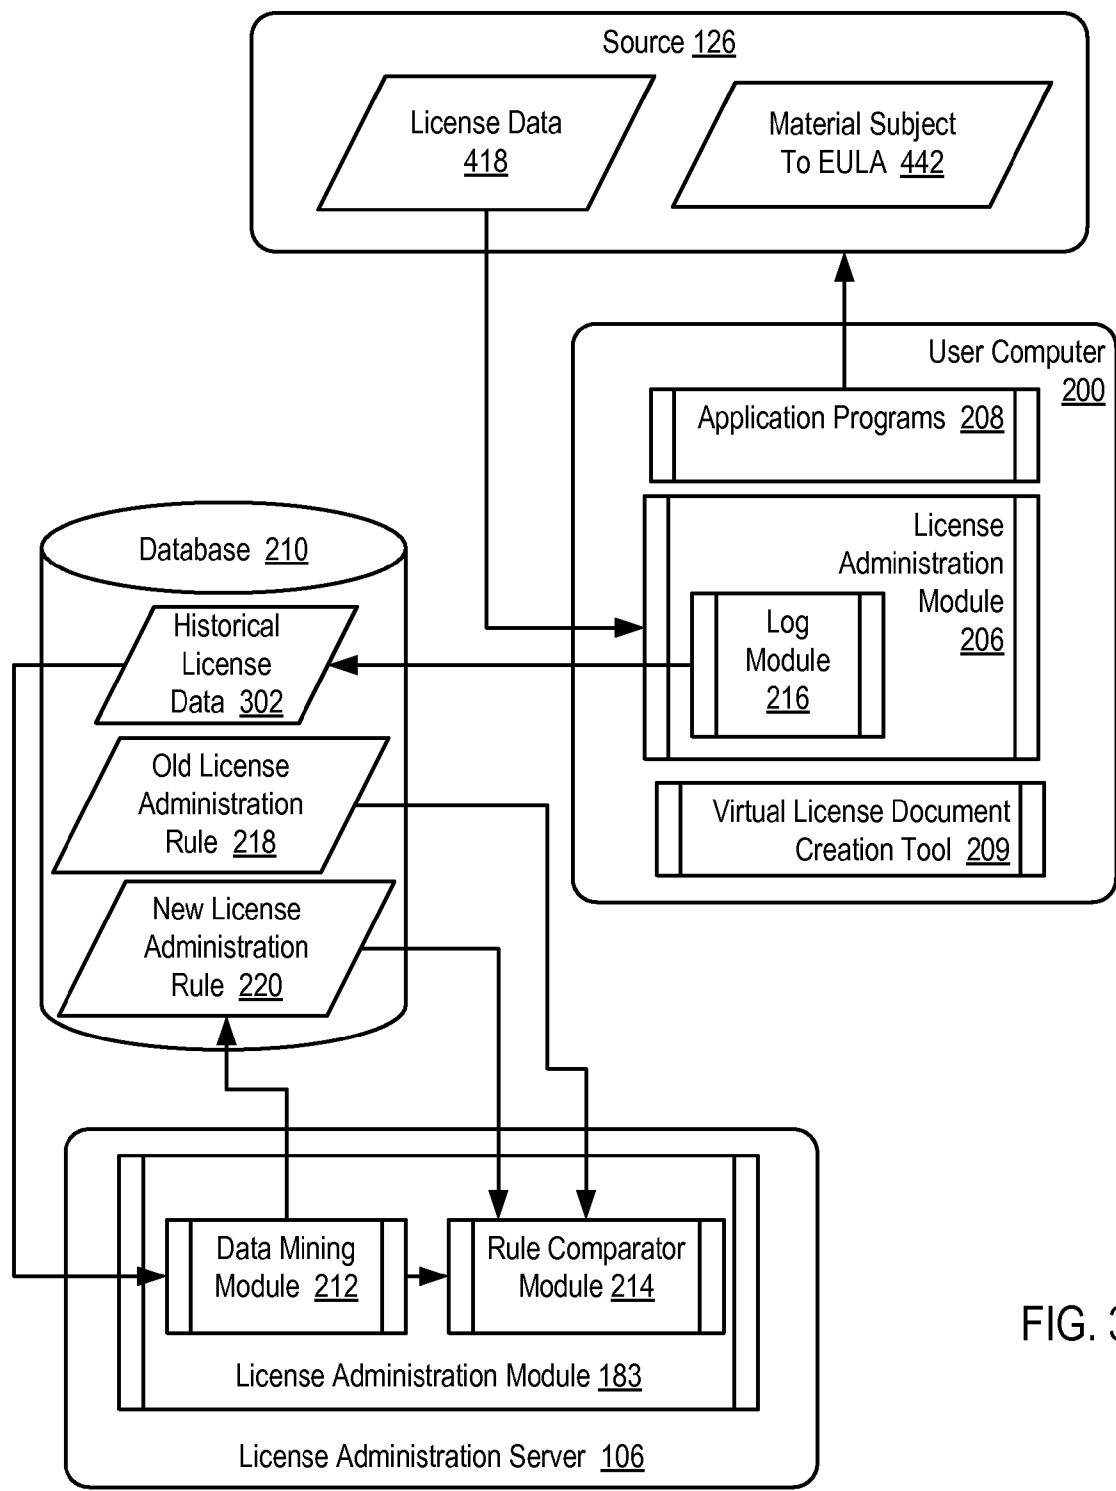 Source 126
License Data
418
Material Subject
To EULA 442
User Computer
200
Application Programs 208
License
Administration
Module
206
Log
Module
216
Virtual License Document
Creation Tool 209
Database 210
Historical
License
Data 302
Old License
Administration
Rule 218
New License
Administration
Rule 220
Data Mining
Module 212
Rule Comparator
Module 214
License Administration Module 183
License Administration Server 106
FIG. 3